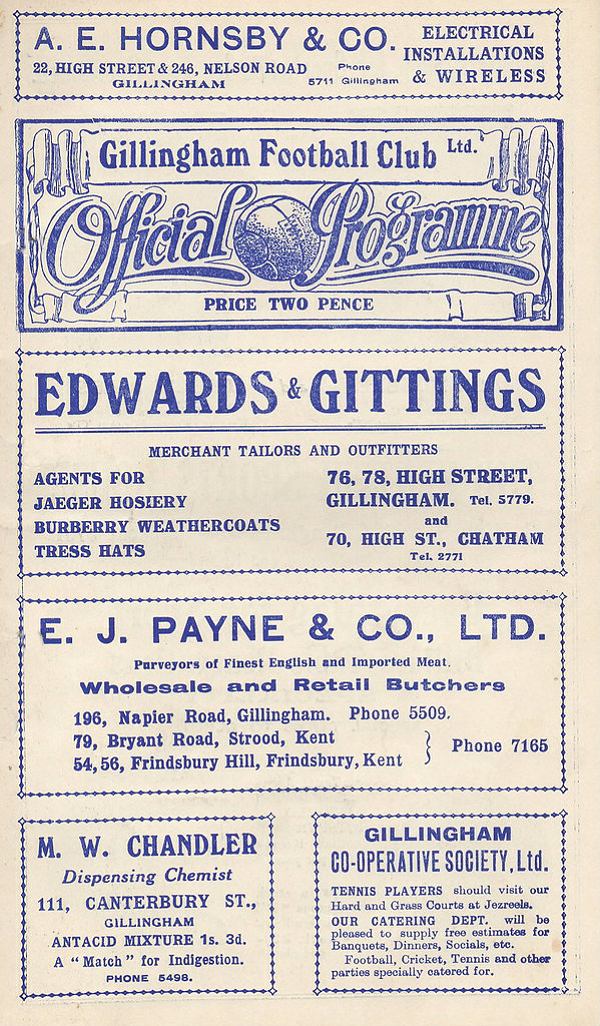 A. E. HORNSBY & CO.
22, HIGH STREET & 246, NELSON ROAD
GILLINGHAM
Phone
5711 Gillingham
ELECTRICAL
INSTALLATIONS
& WIRELESS
Gillingham Football Club Ltd.
Official Programme
PRICE TWO PENCE
EDWARDS & GITTINGS
MERCHANT TAILORS AND OUTFITTERS
AGENTS FOR
JAEGER HOSIERY
BURBERRY WEATHERCOATS
TRESS HATS
76, 78, HIGH STREET,
GILLINGHAM. Tel. 5779.
and
70, HIGH ST., CHATHAM
Tel. 2771
E. J. PAYNE & CO., LTD.
Purveyors of Finest English and Imported Meat.
Wholesale and Retail Butchers
196, Napier Road, Gillingham. Phone 5509.
79, Bryant Road, Strood, Kent
54, 56, Frindsbury Hill, Frindsbury, Kent
Phone 7165
M. W. CHANDLER
Dispensing Chemist
111, CANTERBURY ST.,
GILLINGHAM
ANTACID MIXTURE 1s. 3d.
A "Match" for Indigestion.
PHONE 5498.
GILLINGHAM
CO-OPERATIVE SOCIETY, Ltd.
TENNIS PLAYERS should visit our
Hard and Grass Courts at Jezreels.
OUR CATERING DEPT. will be
pleased to supply free estimates for
Banquets, Dinners, Socials, etc.
Football, Cricket, Tennis and other
parties specially catered for.